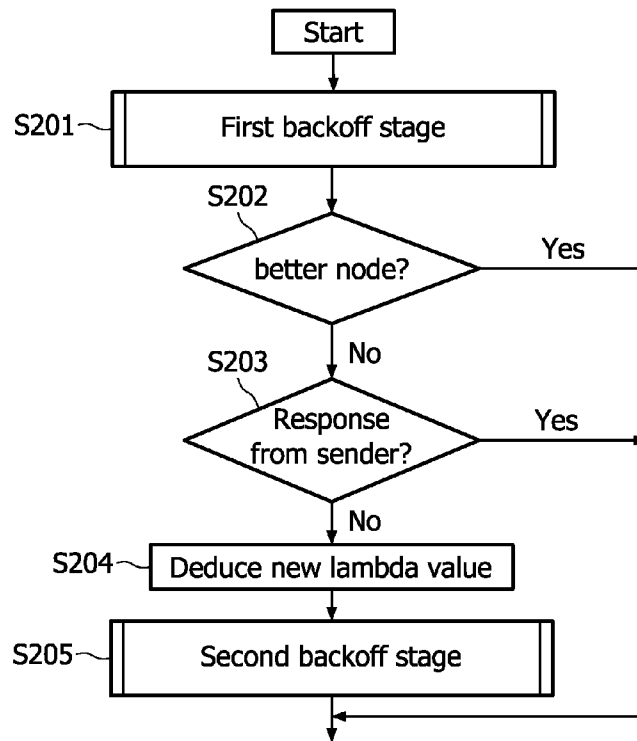 Start
S201
First backoff stage
S202
better node?
Yes
No
S203
Response
from sender?
Yes
No
S204
Deduce new lambda value
S205
Second backoff stage